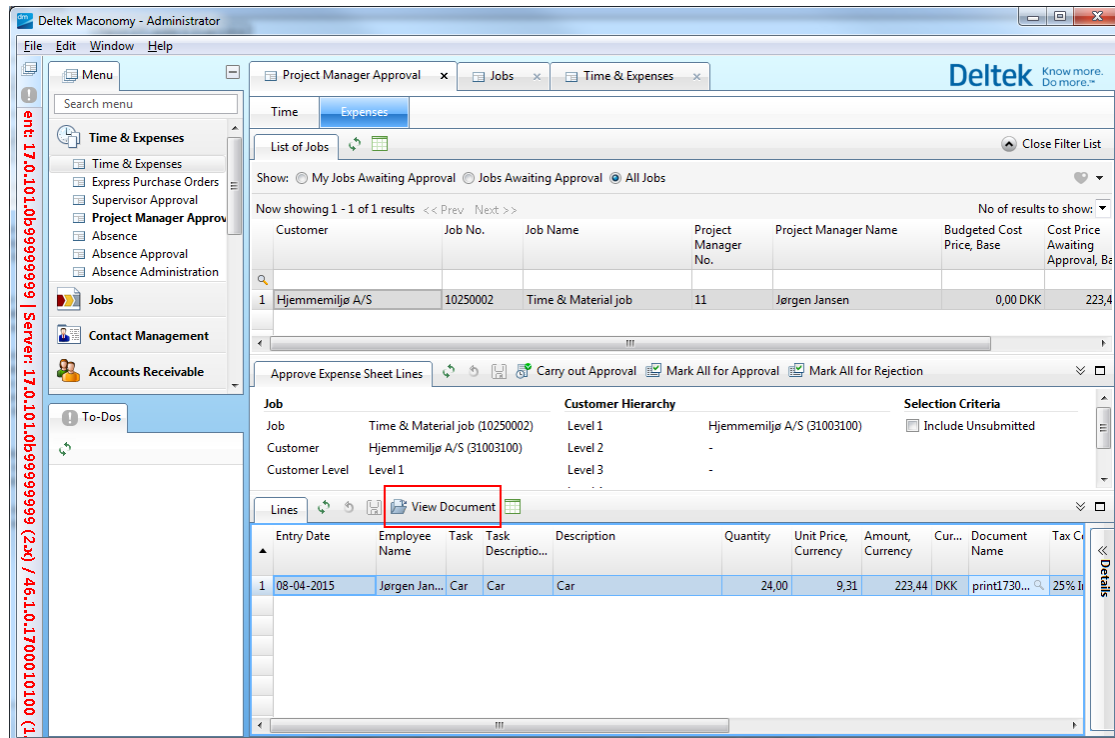 Deltek Maconomy - Administrator
File Edit Window Help
Menu
Search menu
Time & Expenses
Time & Expenses
Express Purchase Orders
Supervisor Approval
Project Manager Approv
Absence
Absence Approval
Absence Administration
Jobs
Contact Management
Accounts Receivable
To-Dos
ent: 17.0.101.0b99999999 | Server: 17.0.101.0b99999999 (2.x) / 46.1.0.1700010100 (1.
Project Manager Approval Jobs Time & Expenses
Deltek Know more. Do more.™
Time Expenses
List of Jobs Close Filter List
Show: My Jobs Awaiting Approval Jobs Awaiting Approval All Jobs
Now showing 1 - 1 of 1 results << Prev Next >> No of results to show:
Customer Job No. Job Name Project Manager No. Project Manager Name Budgeted Cost Price, Base Cost Price Awaiting Approval, Ba
1 Hjemmemiljø A/S 10250002 Time & Material job 11 Jørgen Jansen 0,00 DKK 223,4
Approve Expense Sheet Lines Carry out Approval Mark All for Approval Mark All for Rejection
Job Customer Hierarchy Selection Criteria
Job Time & Material job (10250002) Level 1 Hjemmemiljø A/S (31003100) Include Unsubmitted
Customer Hjemmemiljø A/S (31003100) Level 2 -
Customer Level Level 1 Level 3 -
Lines View Document
Entry Date Employee Name Task Task Descriptio... Description Quantity Unit Price, Currency Amount, Currency Cur... Document Name Tax C
1 08-04-2015 Jørgen Jan... Car Car Car 24,00 9,31 223,44 DKK print1730... 25% I
« Details